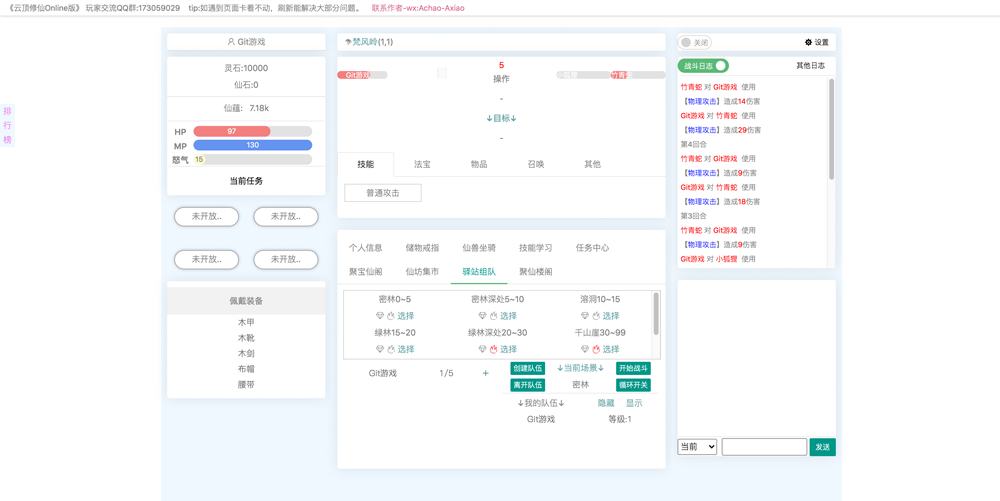 《云顶修仙Online版》 玩家交流QQ群:173059029 tip:如遇到页面卡着不动，刷新能解决大部分问题。 联系作者-wx:Achao-Axiao
排
行
榜
Git游戏
灵石:10000
仙石:0
仙蕴: 7.18k
HP 97
MP 130
怒气 15
当前任务
未开放.. 未开放..
未开放.. 未开放..
佩戴装备
木甲
木靴
木剑
布帽
腰带
梵风岭(1,1)
5
Git游戏 竹青蛇
操作
-
↓目标↓
-
技能 法宝 物品 召唤 其他
普通攻击
个人信息 储物戒指 仙兽坐骑 技能学习 任务中心
聚宝仙阁 仙坊集市 驿站组队 聚仙楼阁
密林0~5 密林深处5~10 溶洞10~15
选择 选择 选择
绿林15~20 绿林深处20~30 千山崖30~99
选择 选择 选择
Git游戏 1/5 +
创建队伍 ↓当前场景↓ 开始战斗
离开队伍 密林 循环开关
↓我的队伍↓ 隐藏 显示
Git游戏 等级:1
关闭 设置
战斗日志 其他日志
竹青蛇 对 Git游戏 使用
【物理攻击】造成14伤害
Git游戏 对 竹青蛇 使用
【物理攻击】造成29伤害
第4回合
竹青蛇 对 Git游戏 使用
【物理攻击】造成9伤害
Git游戏 对 竹青蛇 使用
【物理攻击】造成18伤害
第3回合
竹青蛇 对 Git游戏 使用
【物理攻击】造成9伤害
Git游戏 对 小狐狸 使用
当前 发送